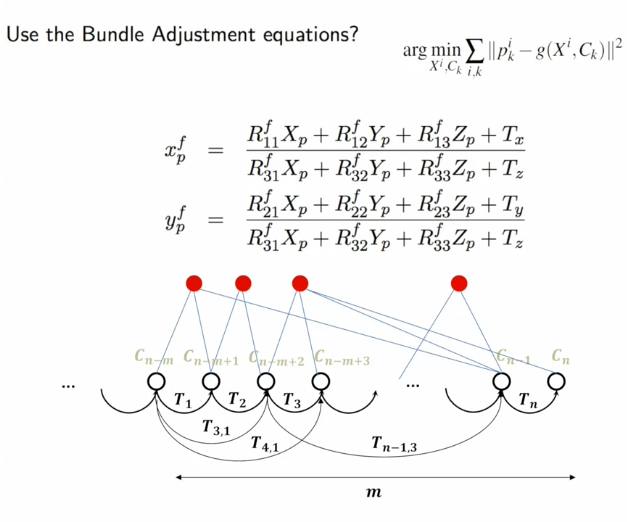 Use the Bundle Adjustment equations?
arg min_{X^i,C_k} ∑_{i,k} ‖p_k^i − g(X^i, C_k)‖²
x_p^f = (R_{11}^f X_p + R_{12}^f Y_p + R_{13}^f Z_p + T_x) / (R_{31}^f X_p + R_{32}^f Y_p + R_{33}^f Z_p + T_z)
y_p^f = (R_{21}^f X_p + R_{22}^f Y_p + R_{23}^f Z_p + T_y) / (R_{31}^f X_p + R_{32}^f Y_p + R_{33}^f Z_p + T_z)
C_{n−m} C_{n−m+1} C_{n−m+2} C_{n−m+3} C_{n−1} C_n
... ...
T_1 T_2 T_3 T_n
T_{3,1} T_{4,1} T_{n−1,3}
m